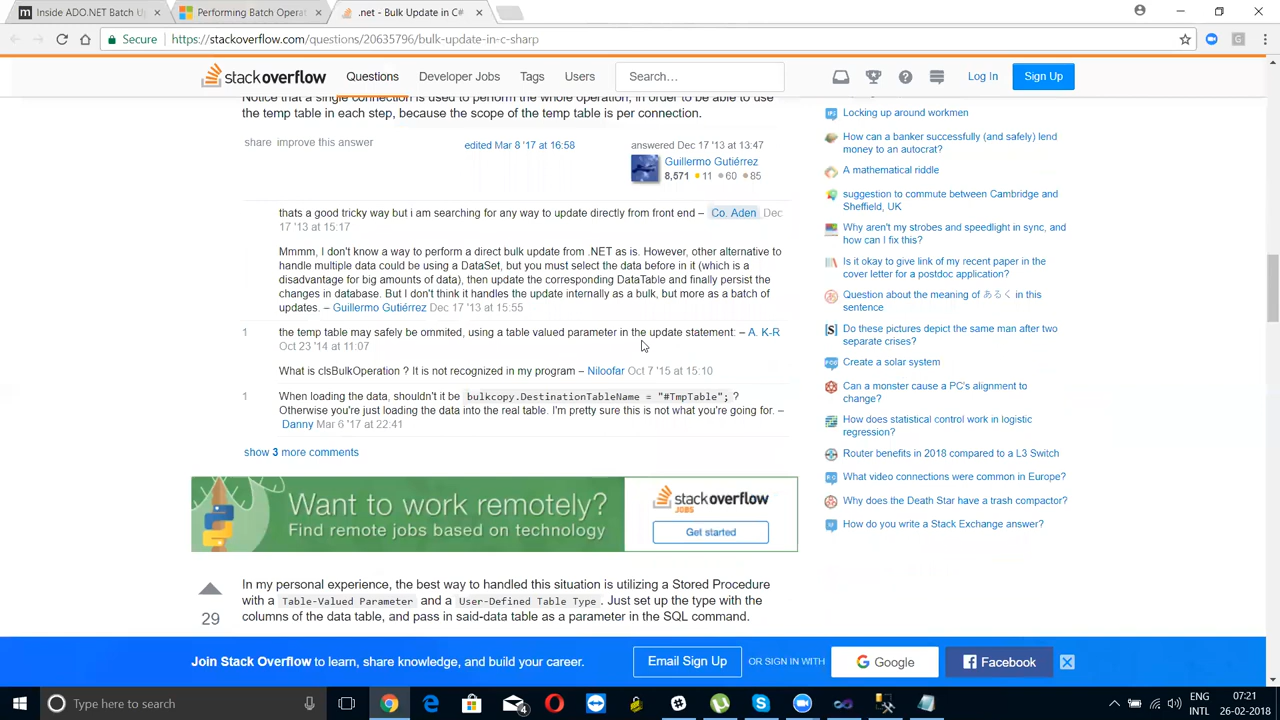 Inside ADO.NET Batch Up
Performing Batch Operat
.net - Bulk Update in C#
Secure
https://stackoverflow.com/questions/20635796/bulk-update-in-c-sharp
stackoverflow
Questions
Developer Jobs
Tags
Users
Search...
Log In
Sign Up
Notice that a single connection is used to perform the whole operation, in order to be able to use
the temp table in each step, because the scope of the temp table is per connection.
share improve this answer
edited Mar 8 '17 at 16:58
answered Dec 17 '13 at 13:47
Guillermo Gutiérrez
8,571 11 60 85
thats a good tricky way but i am searching for any way to update directly from front end – Co. Aden Dec
17 '13 at 15:17
Mmmm, I don't know a way to perform a direct bulk update from .NET as is. However, other alternative to
handle multiple data could be using a DataSet, but you must select the data before in it (which is a
disadvantage for big amounts of data), then update the corresponding DataTable and finally persist the
changes in database. But I don't think it handles the update internally as a bulk, but more as a batch of
updates. – Guillermo Gutiérrez Dec 17 '13 at 15:55
1 the temp table may safely be ommited, using a table valued parameter in the update statement: – A. K-R
Oct 23 '14 at 11:07
What is clsBulkOperation ? It is not recognized in my program – Niloofar Oct 7 '15 at 15:10
1 When loading the data, shouldn't it be bulkcopy.DestinationTableName = "#TmpTable"; ?
Otherwise you're just loading the data into the real table. I'm pretty sure this is not what you're going for. –
Danny Mar 6 '17 at 22:41
show 3 more comments
Want to work remotely?
Find remote jobs based on technology
stackoverflow
JOBS
Get started
In my personal experience, the best way to handled this situation is utilizing a Stored Procedure
with a Table-Valued Parameter and a User-Defined Table Type. Just set up the type with the
29
columns of the data table, and pass in said-data table as a parameter in the SQL command.
Locking up around workmen
How can a banker successfully (and safely) lend
money to an autocrat?
A mathematical riddle
suggestion to commute between Cambridge and
Sheffield, UK
Why aren't my strobes and speedlight in sync, and
how can I fix this?
Is it okay to give link of my recent paper in the
cover letter for a postdoc application?
Question about the meaning of あるく in this
sentence
Do these pictures depict the same man after two
separate crises?
Create a solar system
Can a monster cause a PC's alignment to
change?
How does statistical control work in logistic
regression?
Router benefits in 2018 compared to a L3 Switch
What video connections were common in Europe?
Why does the Death Star have a trash compactor?
How do you write a Stack Exchange answer?
Join Stack Overflow to learn, share knowledge, and build your career.
Email Sign Up
OR SIGN IN WITH
Google
Facebook
Type here to search
4
ENG
INTL
07:21
26-02-2018